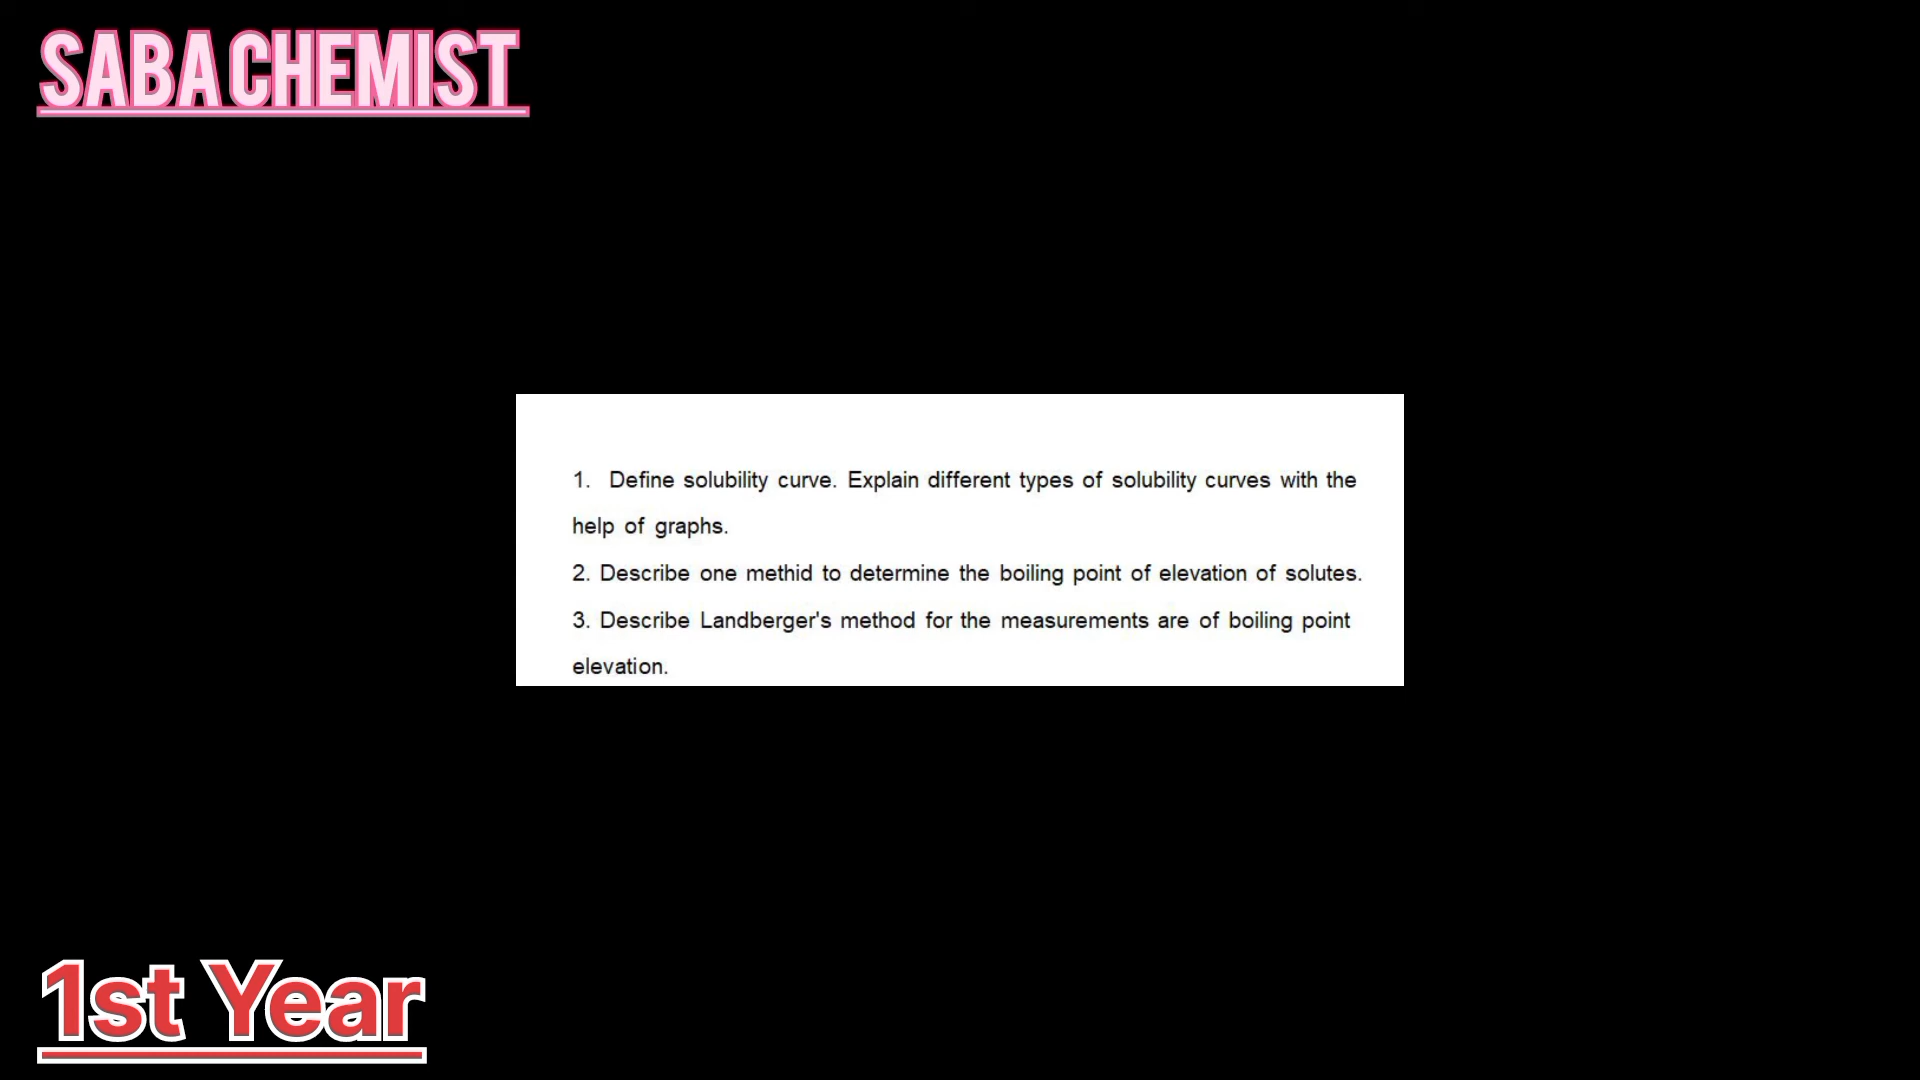 SABA CHEMIST
1. Define solubility curve. Explain different types of solubility curves with the
help of graphs.
2. Describe one methid to determine the boiling point of elevation of solutes.
3. Describe Landberger's method for the measurements are of boiling point
elevation.
1st Year